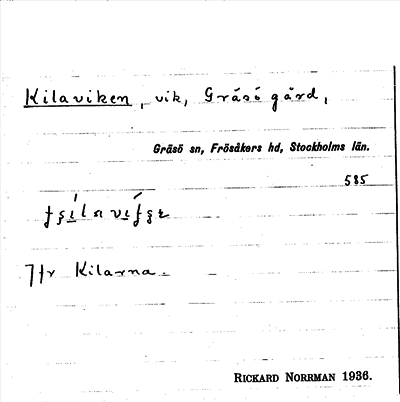 Kilaviken, vik, Gräsö gård,
Gräsö sn, Frösåkers hd, Stockholms län.
585
Jfr Kilarna.
RICKARD NORRMAN 1936.